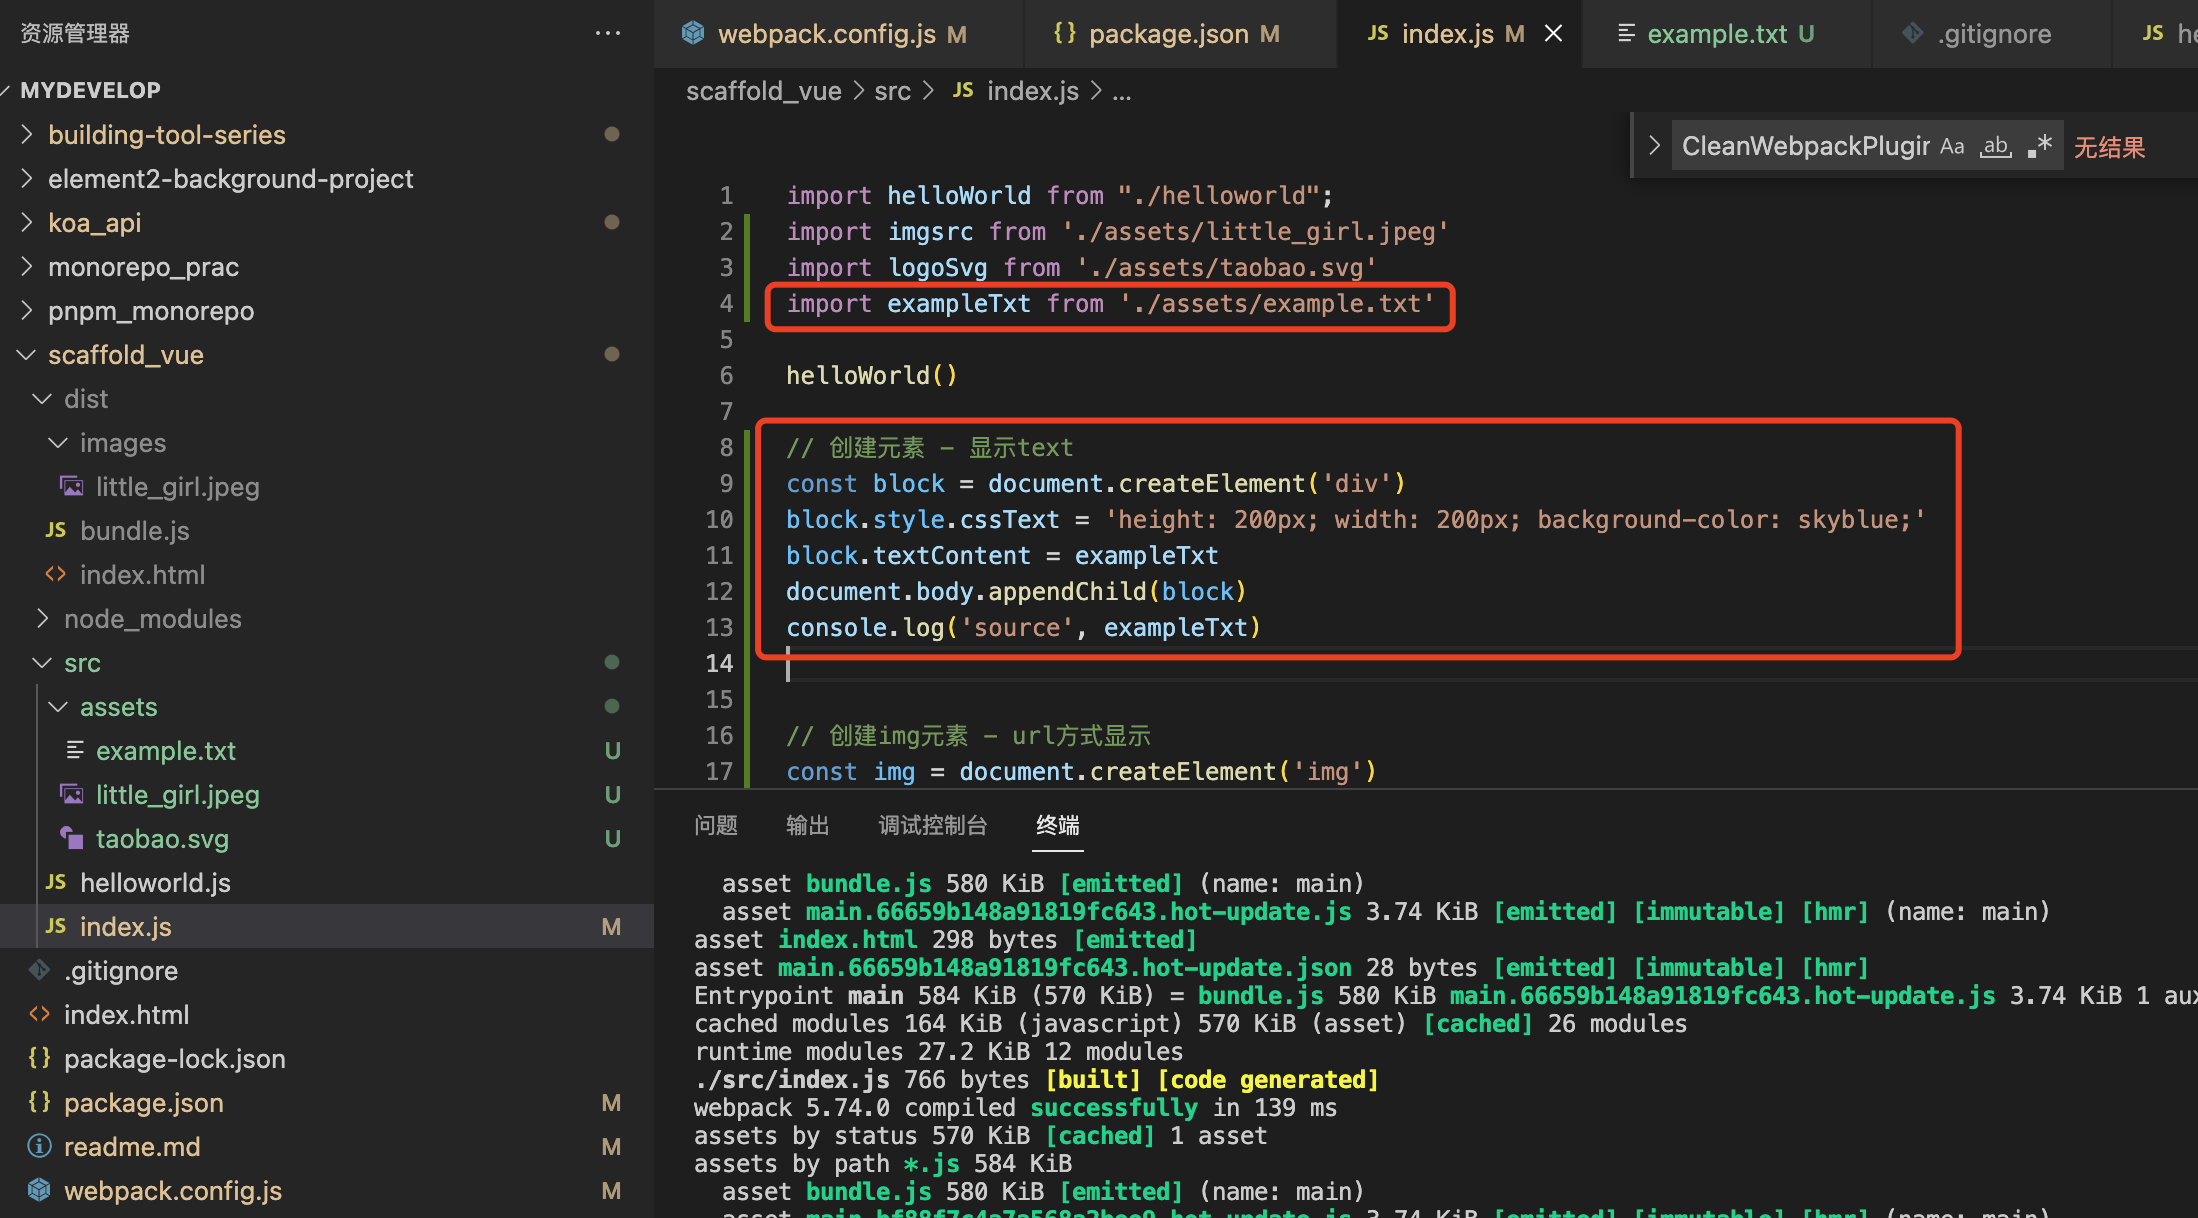 资源管理器
MYDEVELOP
building-tool-series
element2-background-project
koa_api
monorepo_prac
pnpm_monorepo
scaffold_vue
dist
images
little_girl.jpeg
JS bundle.js
<> index.html
node_modules
src
assets
example.txt U
little_girl.jpeg U
taobao.svg U
JS helloworld.js
JS index.js M
.gitignore
<> index.html
{} package-lock.json
{} package.json M
readme.md M
webpack.config.js M
webpack.config.js M
{} package.json M
JS index.js M
example.txt U
.gitignore
JS he
scaffold_vue > src > JS index.js > ...
CleanWebpackPlugin Aa ab .* 无结果
1 import helloWorld from "./helloworld";
2 import imgsrc from './assets/little_girl.jpeg'
3 import logoSvg from './assets/taobao.svg'
4 import exampleTxt from './assets/example.txt'
5
6 helloWorld()
7
8 // 创建元素 - 显示text
9 const block = document.createElement('div')
10 block.style.cssText = 'height: 200px; width: 200px; background-color: skyblue;'
11 block.textContent = exampleTxt
12 document.body.appendChild(block)
13 console.log('source', exampleTxt)
14
15
16 // 创建img元素 - url方式显示
17 const img = document.createElement('img')
问题 输出 调试控制台 终端
asset bundle.js 580 KiB [emitted] (name: main)
asset main.66659b148a91819fc643.hot-update.js 3.74 KiB [emitted] [immutable] [hmr] (name: main)
asset index.html 298 bytes [emitted]
asset main.66659b148a91819fc643.hot-update.json 28 bytes [emitted] [immutable] [hmr]
Entrypoint main 584 KiB (570 KiB) = bundle.js 580 KiB main.66659b148a91819fc643.hot-update.js 3.74 KiB 1 aux
cached modules 164 KiB (javascript) 570 KiB (asset) [cached] 26 modules
runtime modules 27.2 KiB 12 modules
./src/index.js 766 bytes [built] [code generated]
webpack 5.74.0 compiled successfully in 139 ms
assets by status 570 KiB [cached] 1 asset
assets by path *.js 584 KiB
asset bundle.js 580 KiB [emitted] (name: main)